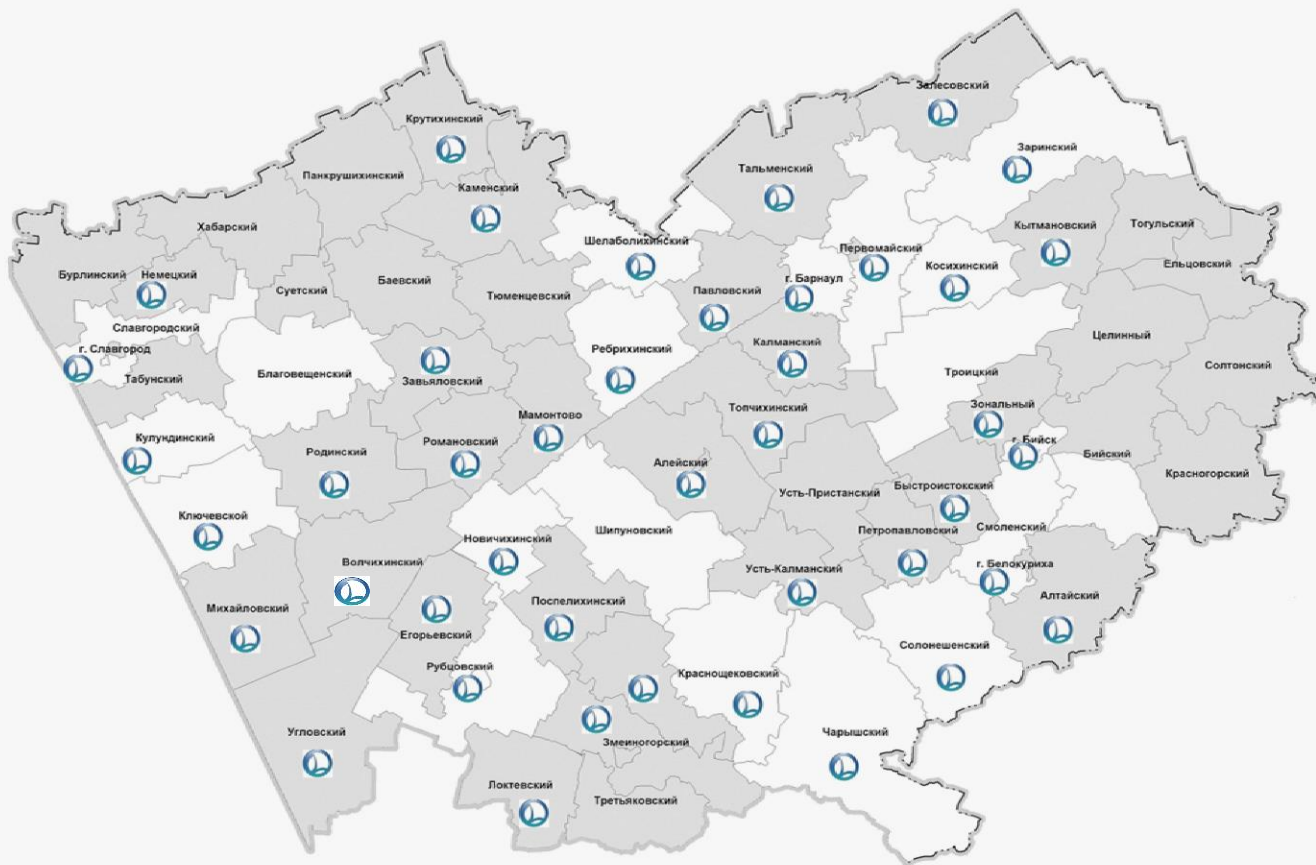 Залесовский
Крутихинский
Заринский
Тальменский
Панкрушихинский
Каменский
Хабарский
Кытмановский
Тогульский
Шелаболихинский
Первомайский
Косихинский
Ельцовский
Бурлинский
Немецкий
Суетский
Баевский
Тюменцевский
Павловский
г. Барнаул
Славгородский
Целинный
Калманский
Ребрихинский
г. Славгород
Табунский
Благовещенский
Завьяловский
Троицкий
Солтонский
Зональный
Топчихинский
Мамонтово
Кулундинский
Романовский
Родинский
г. Бийск
Бийский
Алейский
Красногорский
Быстроистокский
Усть-Пристанский
Ключевской
Смоленский
Петропавловский
Шипуновский
Новичихинский
Волчихинский
г. Белокуриха
Усть-Калманский
Алтайский
Поспелихинский
Михайловский
Егорьевский
Солонешенский
Рубцовский
Краснощековский
Угловский
Чарышский
Змеиногорский
Локтевский
Третьяковский